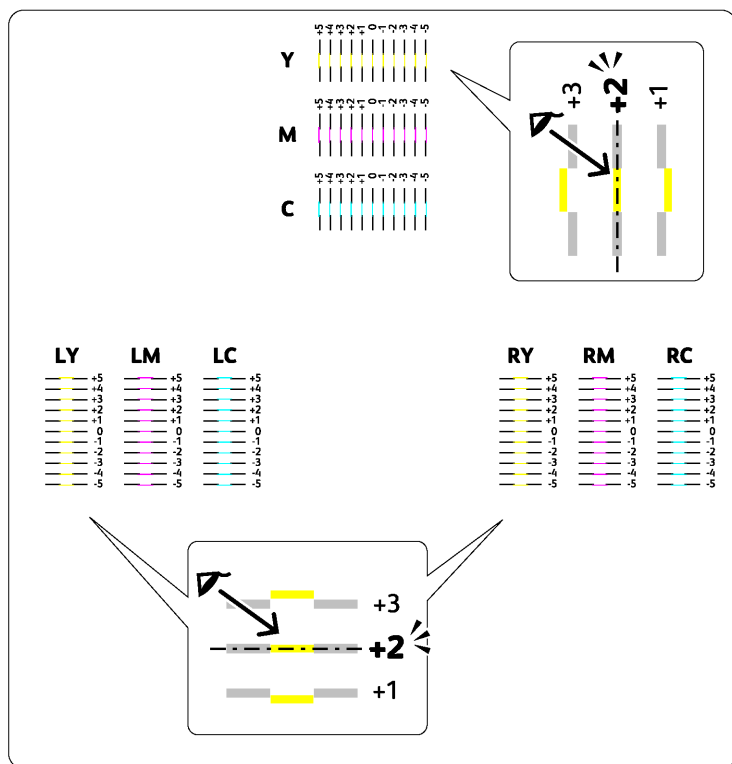 +5 +4 +3 +2 +1 0 -1 -2 -3 -4 -5
Y
+3 +2 +1
+5 +4 +3 +2 +1 0 -1 -2 -3 -4 -5
M
+5 +4 +3 +2 +1 0 -1 -2 -3 -4 -5
C
LY LM LC RY RM RC
+5 +5 +5 +5 +5 +5
+4 +4 +4 +4 +4 +4
+3 +3 +3 +3 +3 +3
+2 +2 +2 +2 +2 +2
+1 +1 +1 +1 +1 +1
0 0 0 0 0 0
-1 -1 -1 -1 -1 -1
-2 -2 -2 -2 -2 -2
-3 -3 -3 -3 -3 -3
-4 -4 -4 -4 -4 -4
-5 -5 -5 -5 -5 -5
+3
+2
+1